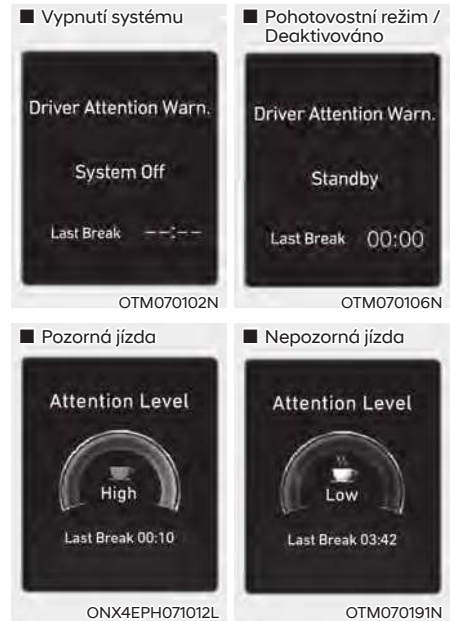 ■ Vypnutí systému
Driver Attention Warn.
System Off
Last Break --:--
OTM070102N
■ Pohotovostní režim /
Deaktivováno
Driver Attention Warn.
Standby
Last Break 00:00
OTM070106N
■ Pozorná jízda
Attention Level
High
Last Break 00:10
ONX4EPH071012L
■ Nepozorná jízda
Attention Level
Low
Last Break 03:42
OTM070191N